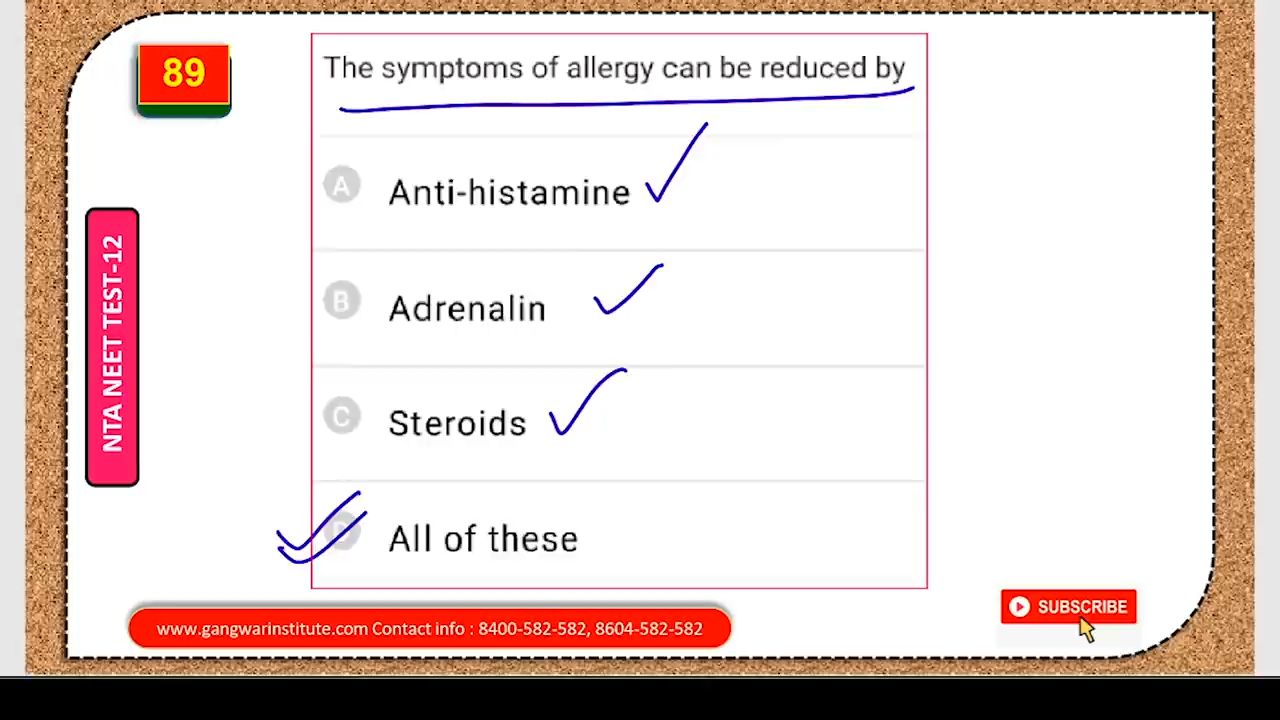 89
The symptoms of allergy can be reduced by
A Anti-histamine
B Adrenalin
C Steroids
D All of these
NTA NEET TEST-12
www.gangwarinstitute.com Contact info : 8400-582-582, 8604-582-582
SUBSCRIBE